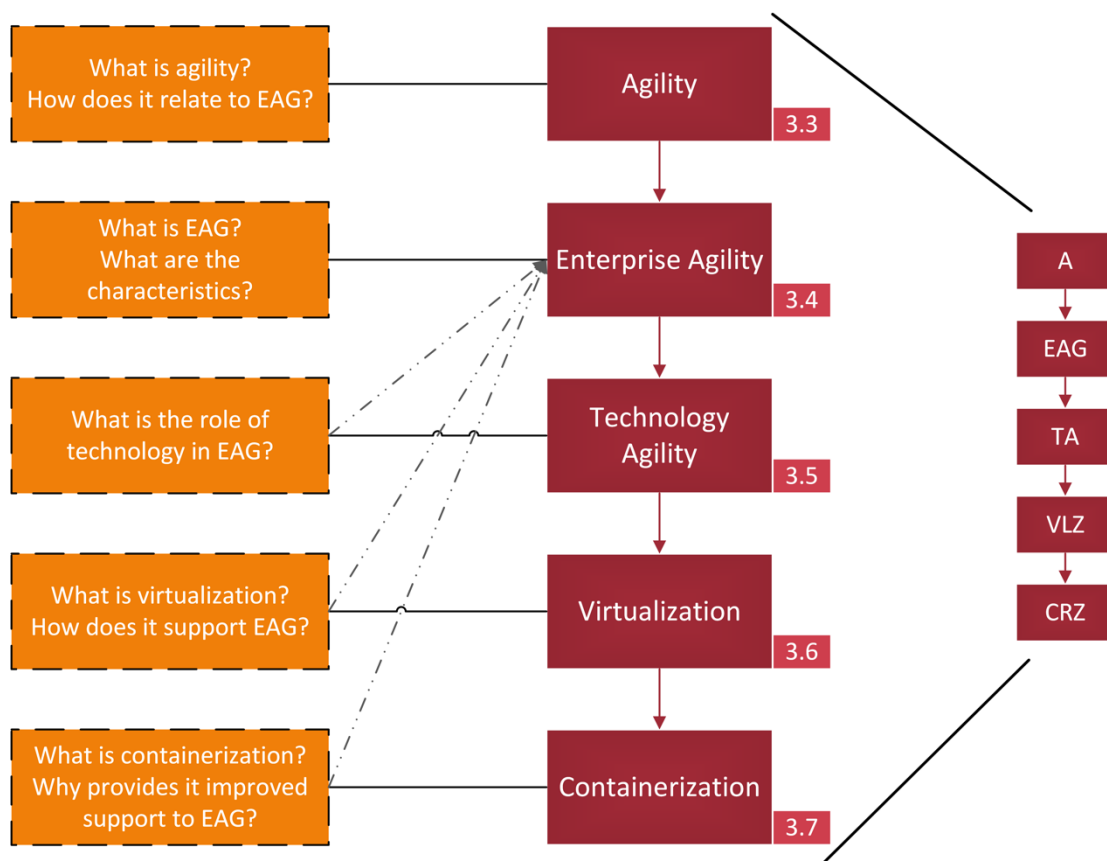 What is agility?
How does it relate to EAG?
Agility
3.3
What is EAG?
What are the
characteristics?
Enterprise Agility
3.4
What is the role of
technology in EAG?
Technology
Agility
3.5
What is virtualization?
How does it support EAG?
Virtualization
3.6
What is containerization?
Why provides it improved
support to EAG?
Containerization
3.7
A
EAG
TA
VLZ
CRZ